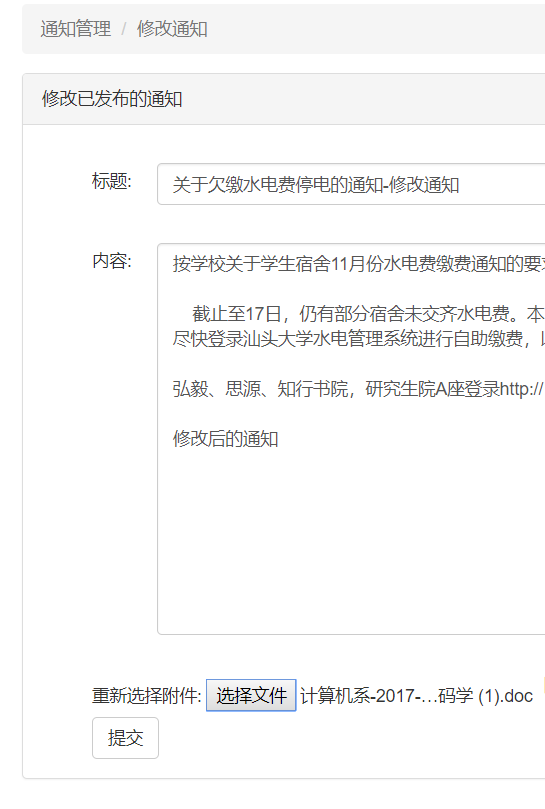 通知管理 / 修改通知
修改已发布的通知
标题: 关于欠缴水电费停电的通知-修改通知
内容: 按学校关于学生宿舍11月份水电费缴费通知的要
截止至17日，仍有部分宿舍未交齐水电费。本
尽快登录汕头大学水电管理系统进行自助缴费，
弘毅、思源、知行书院，研究生院A座登录http://
修改后的通知
重新选择附件: 选择文件 计算机系-2017-…码学 (1).doc
提交